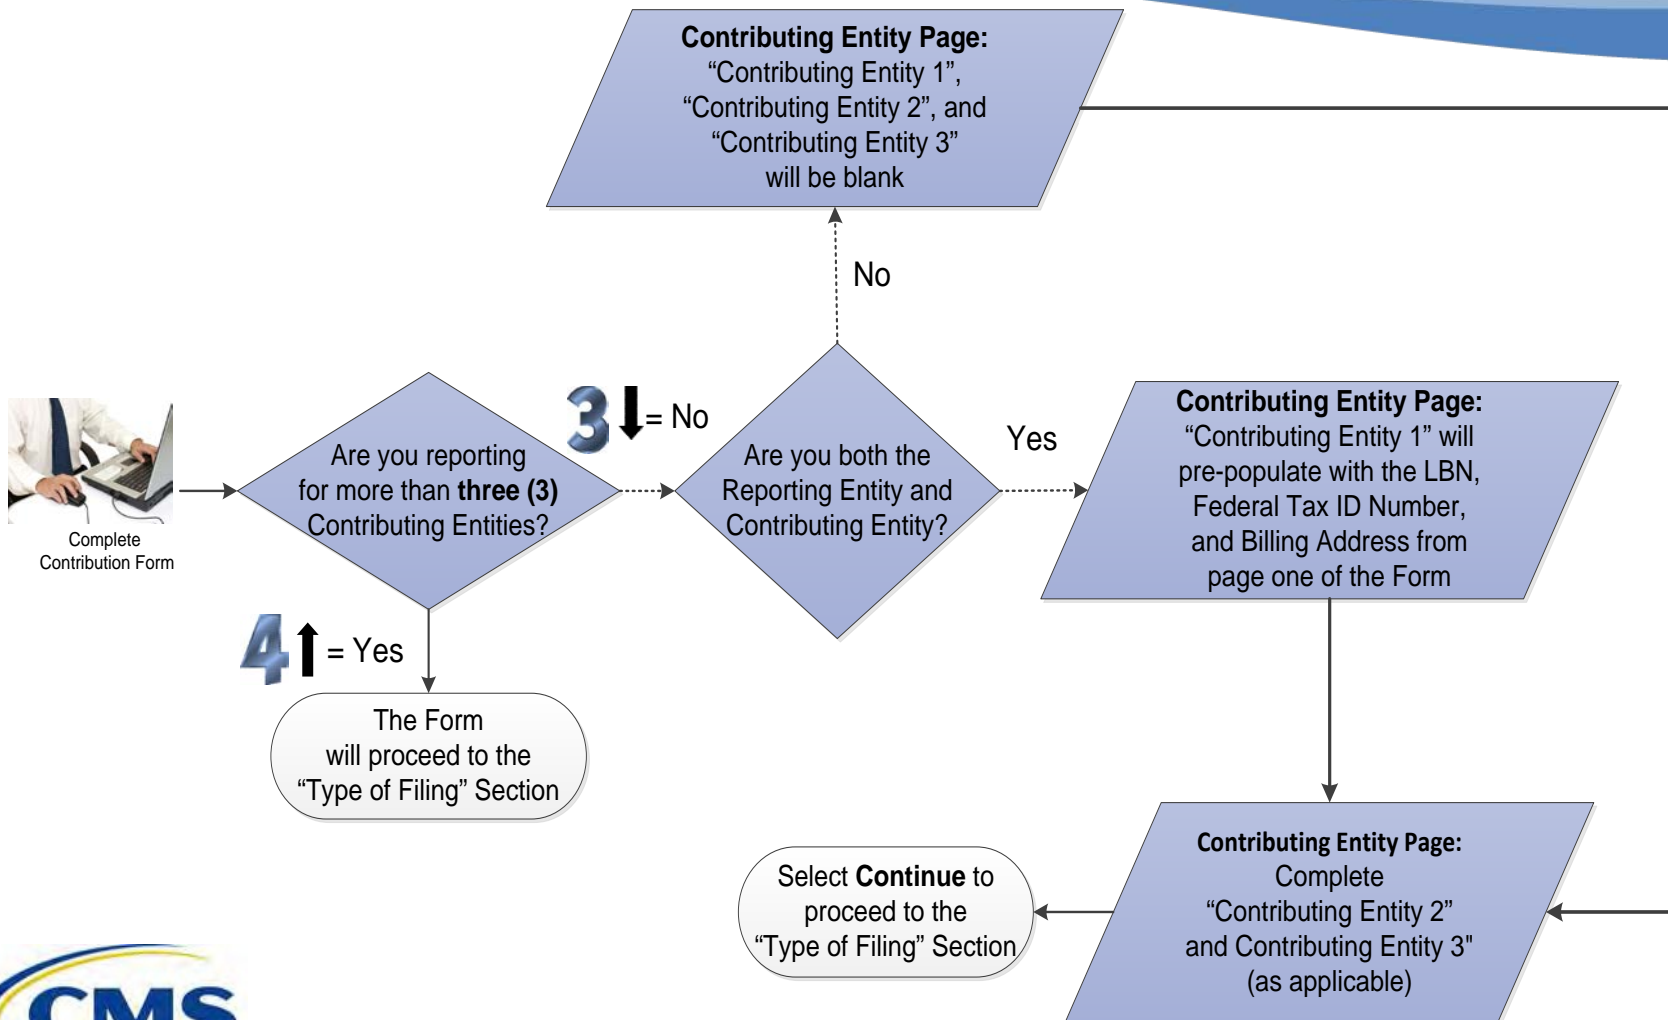 Contributing Entity Page:
“Contributing Entity 1”,
“Contributing Entity 2”, and
“Contributing Entity 3”
will be blank
No
3 = No
Are you reporting
for more than three (3)
Contributing Entities?
Are you both the
Reporting Entity and
Contributing Entity?
Yes
Contributing Entity Page:
“Contributing Entity 1” will
pre-populate with the LBN,
Federal Tax ID Number,
and Billing Address from
page one of the Form
Complete
Contribution Form
4 = Yes
The Form
will proceed to the
“Type of Filing” Section
Select Continue to
proceed to the
“Type of Filing” Section
Contributing Entity Page:
Complete
“Contributing Entity 2”
and Contributing Entity 3"
(as applicable)
CMS